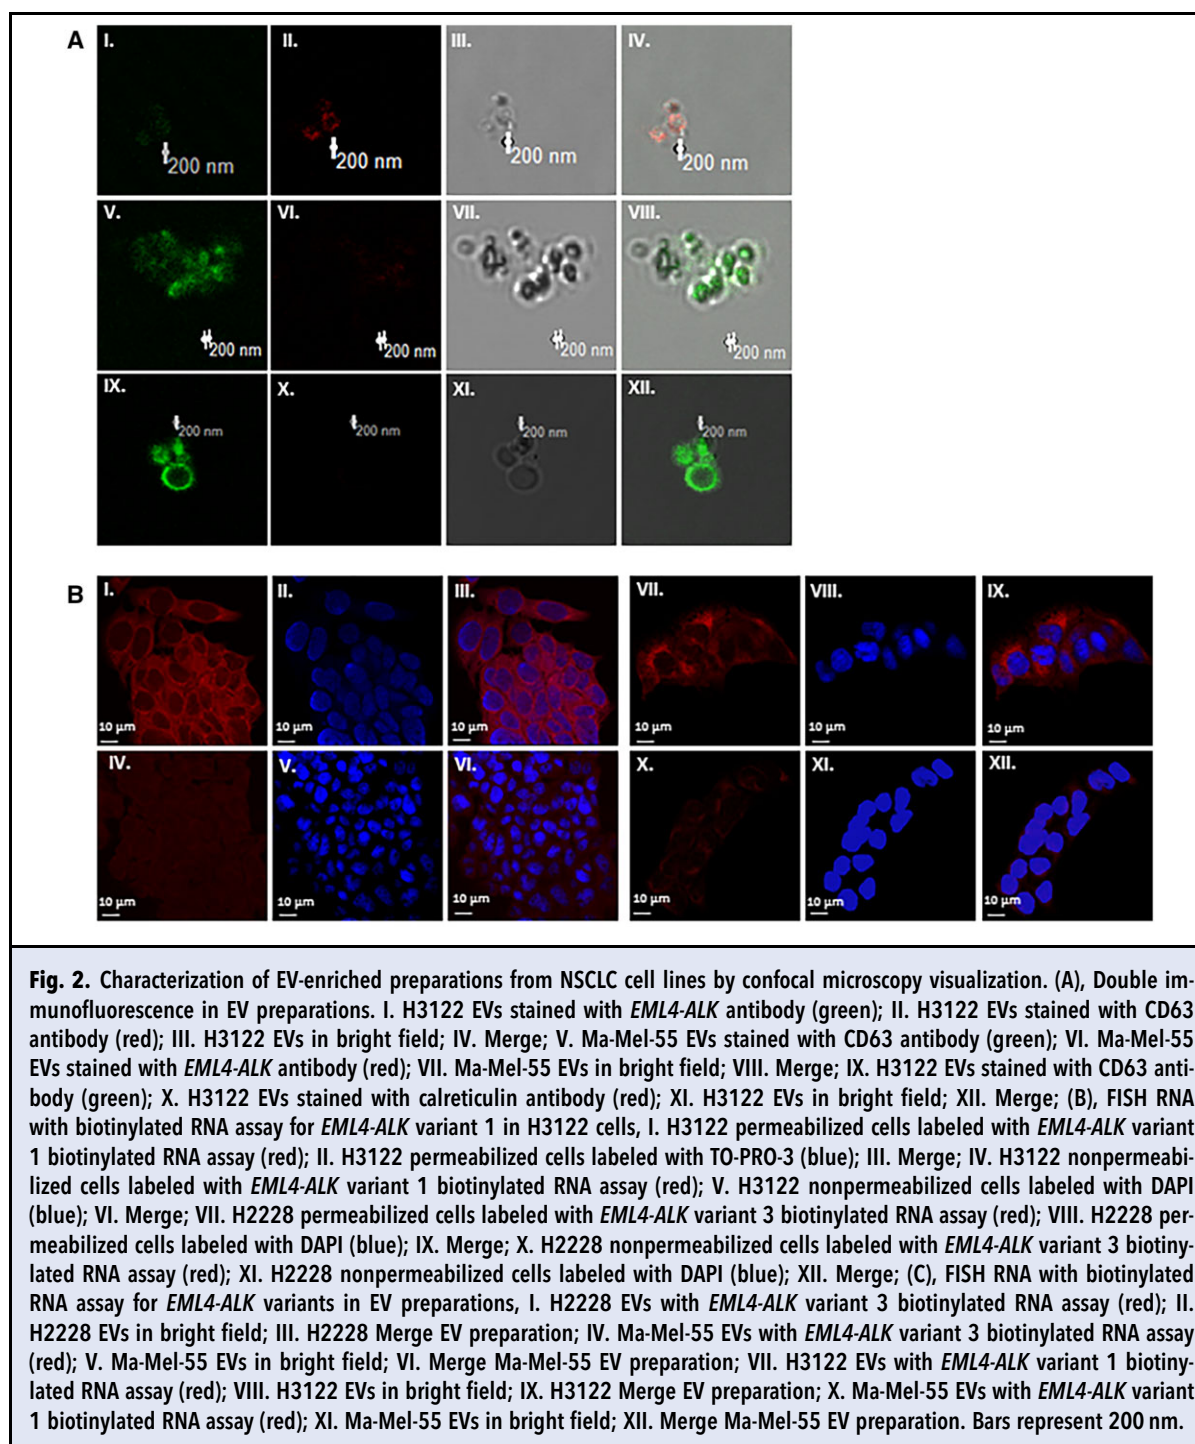 A
I.
II.
III.
IV.
200 nm
200 nm
200 nm
200 nm
V.
VI.
VII.
VIII.
200 nm
200 nm
200 nm
200 nm
IX.
X.
XI.
XII.
200 nm
200 nm
200 nm
200 nm
B
I.
II.
III.
VII.
VIII.
IX.
10 µm
10 µm
10 µm
10 µm
10 µm
10 µm
IV.
V.
VI.
X.
XI.
XII.
10 µm
10 µm
10 µm
10 µm
10 µm
10 µm
Fig. 2. Characterization of EV-enriched preparations from NSCLC cell lines by confocal microscopy visualization. (A), Double im-
munofluorescence in EV preparations. I. H3122 EVs stained with EML4-ALK antibody (green); II. H3122 EVs stained with CD63
antibody (red); III. H3122 EVs in bright field; IV. Merge; V. Ma-Mel-55 EVs stained with CD63 antibody (green); VI. Ma-Mel-55
EVs stained with EML4-ALK antibody (red); VII. Ma-Mel-55 EVs in bright field; VIII. Merge; IX. H3122 EVs stained with CD63 anti-
body (green); X. H3122 EVs stained with calreticulin antibody (red); XI. H3122 EVs in bright field; XII. Merge; (B), FISH RNA
with biotinylated RNA assay for EML4-ALK variant 1 in H3122 cells, I. H3122 permeabilized cells labeled with EML4-ALK variant
1 biotinylated RNA assay (red); II. H3122 permeabilized cells labeled with TO-PRO-3 (blue); III. Merge; IV. H3122 nonpermeabi-
lized cells labeled with EML4-ALK variant 1 biotinylated RNA assay (red); V. H3122 nonpermeabilized cells labeled with DAPI
(blue); VI. Merge; VII. H2228 permeabilized cells labeled with EML4-ALK variant 3 biotinylated RNA assay (red); VIII. H2228 per-
meabilized cells labeled with DAPI (blue); IX. Merge; X. H2228 nonpermeabilized cells labeled with EML4-ALK variant 3 biotiny-
lated RNA assay (red); XI. H2228 nonpermeabilized cells labeled with DAPI (blue); XII. Merge; (C), FISH RNA with biotinylated
RNA assay for EML4-ALK variants in EV preparations, I. H2228 EVs with EML4-ALK variant 3 biotinylated RNA assay (red); II.
H2228 EVs in bright field; III. H2228 Merge EV preparation; IV. Ma-Mel-55 EVs with EML4-ALK variant 3 biotinylated RNA assay
(red); V. Ma-Mel-55 EVs in bright field; VI. Merge Ma-Mel-55 EV preparation; VII. H3122 EVs with EML4-ALK variant 1 biotiny-
lated RNA assay (red); VIII. H3122 EVs in bright field; IX. H3122 Merge EV preparation; X. Ma-Mel-55 EVs with EML4-ALK variant
1 biotinylated RNA assay (red); XI. Ma-Mel-55 EVs in bright field; XII. Merge Ma-Mel-55 EV preparation. Bars represent 200 nm.